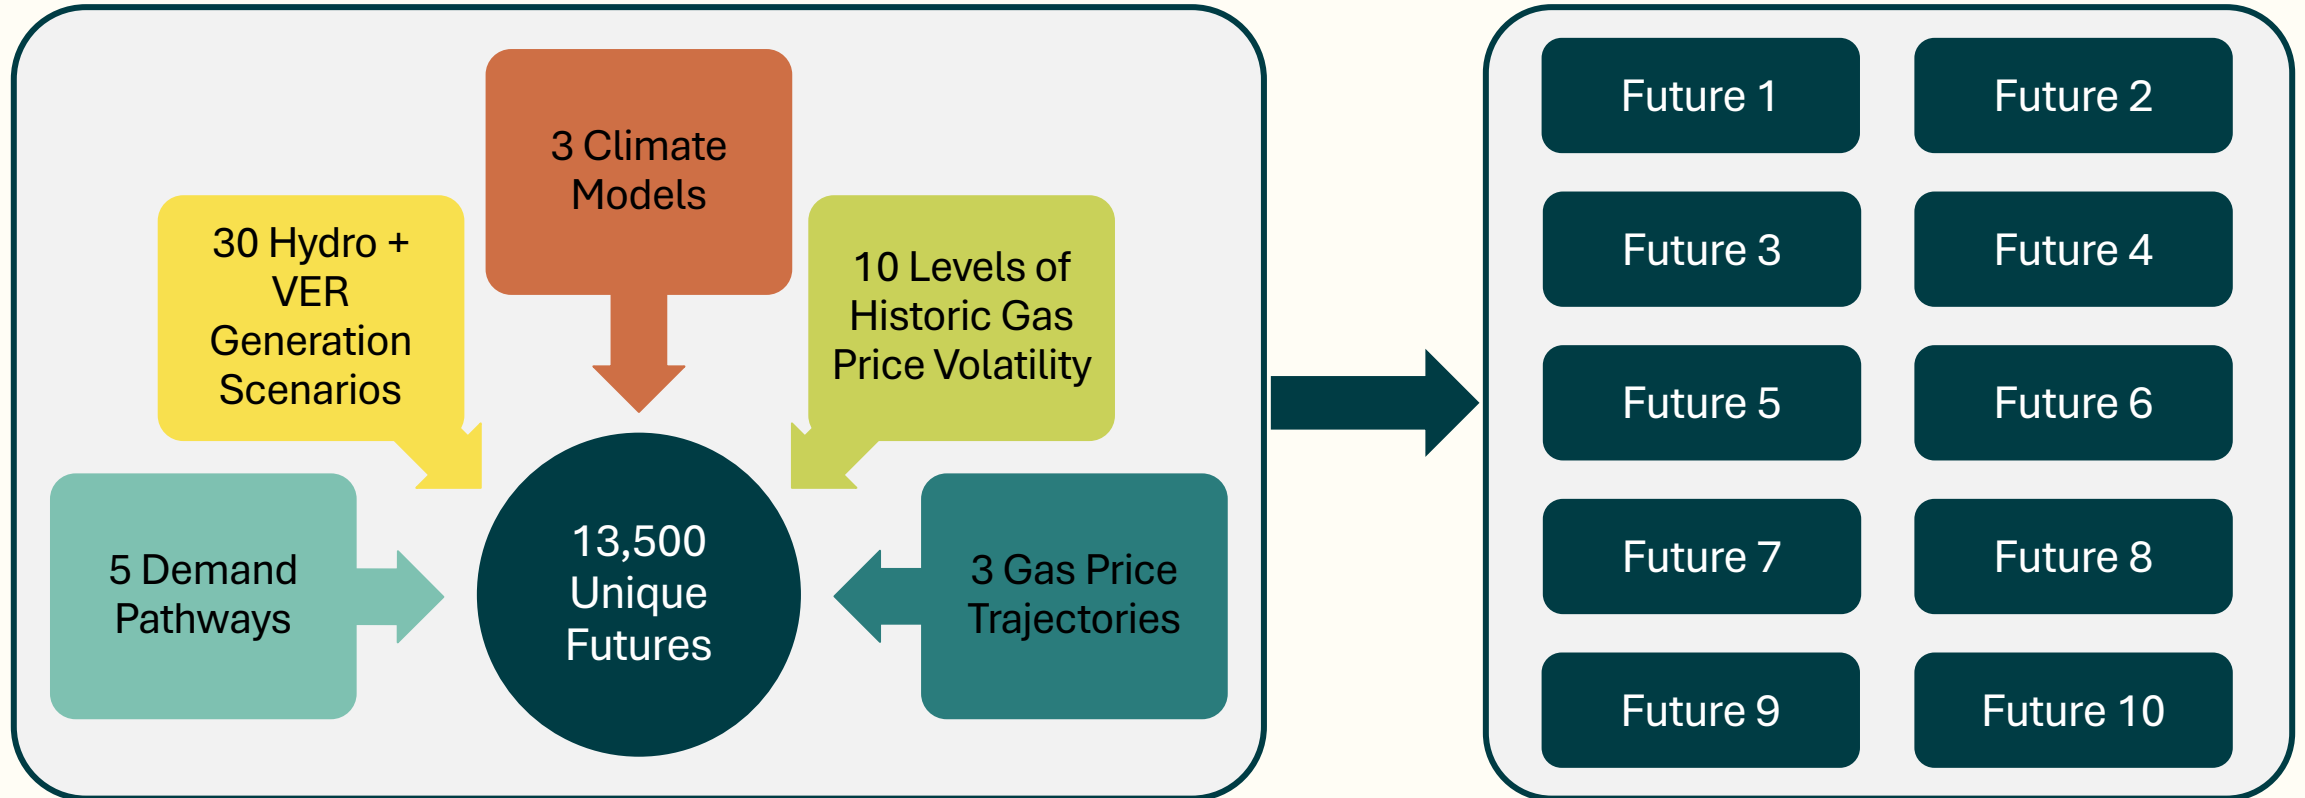 3 Climate
Models
30 Hydro +
VER
Generation
Scenarios
10 Levels of
Historic Gas
Price Volatility
5 Demand
Pathways
13,500
Unique
Futures
3 Gas Price
Trajectories
Future 1
Future 2
Future 3
Future 4
Future 5
Future 6
Future 7
Future 8
Future 9
Future 10